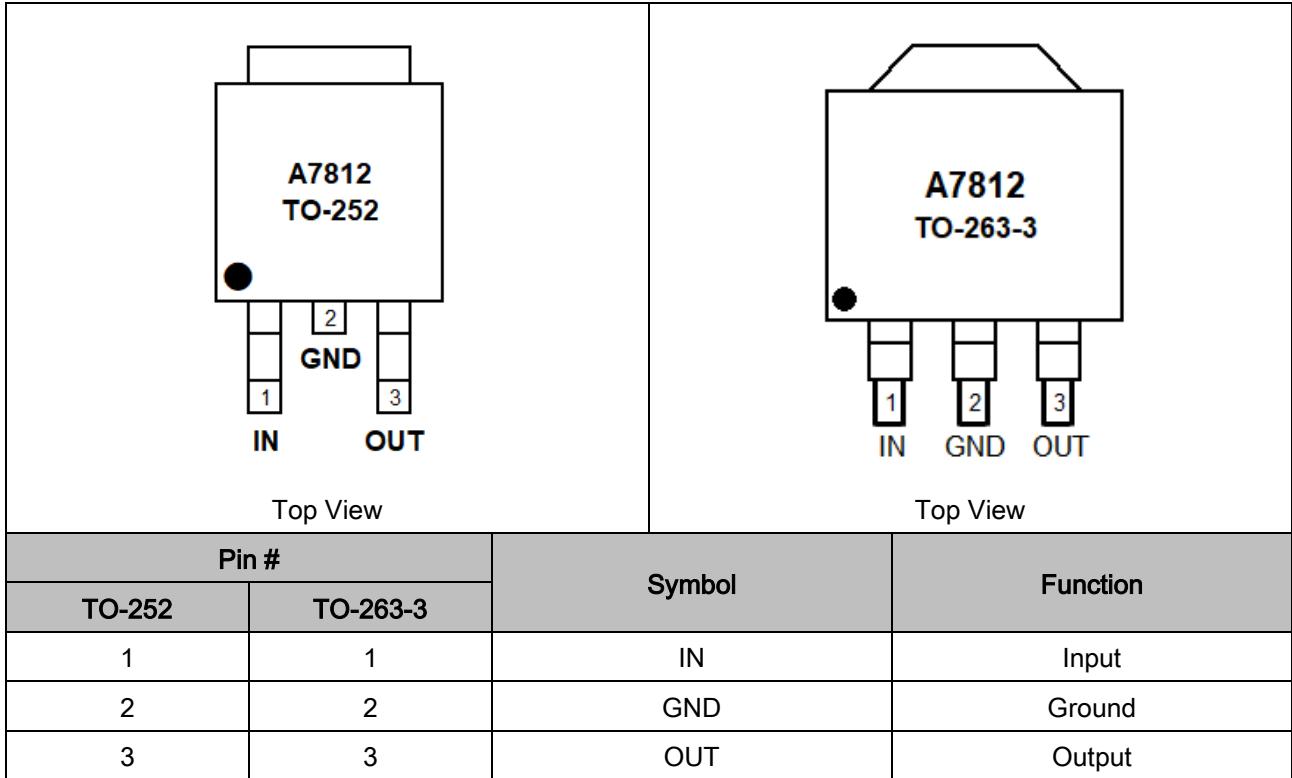 A7812
TO-252
2
GND
1
3
IN OUT
Top View
A7812
TO-263-3
1 2 3
IN GND OUT
Top View
Pin # Symbol Function
TO-252 TO-263-3
1 1 IN Input
2 2 GND Ground
3 3 OUT Output